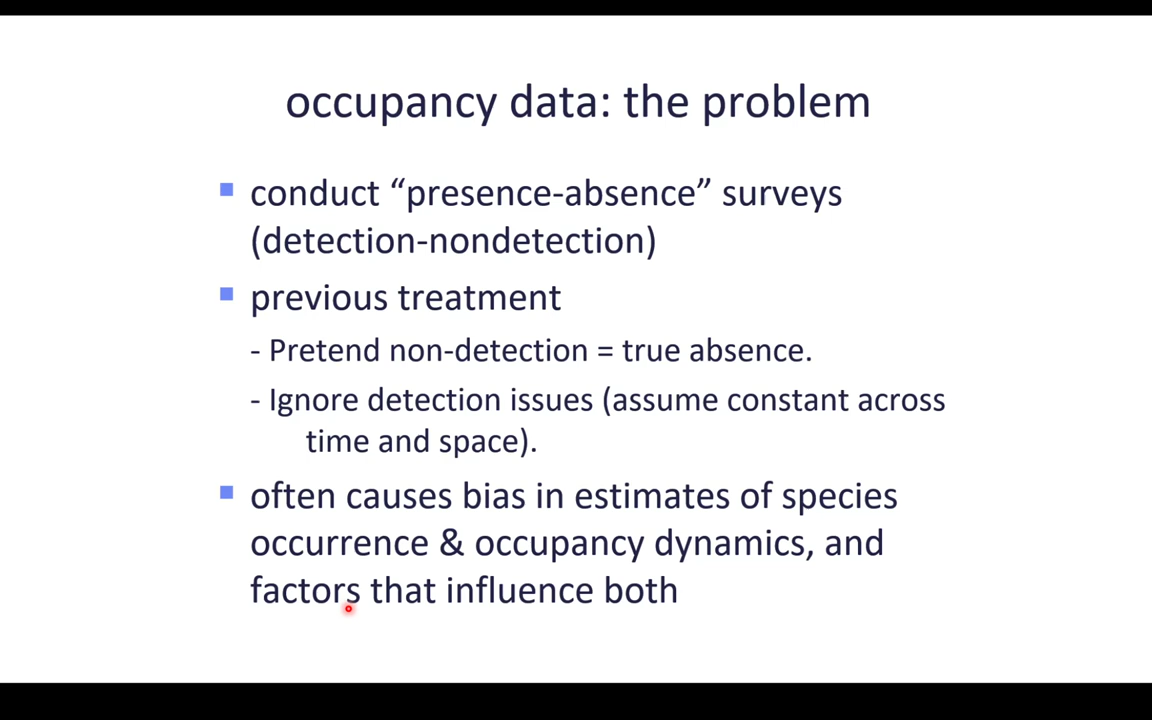 occupancy data: the problem
▪ conduct “presence-absence” surveys
(detection-nondetection)
▪ previous treatment
- Pretend non-detection = true absence.
- Ignore detection issues (assume constant across
time and space).
▪ often causes bias in estimates of species
occurrence & occupancy dynamics, and
factors that influence both